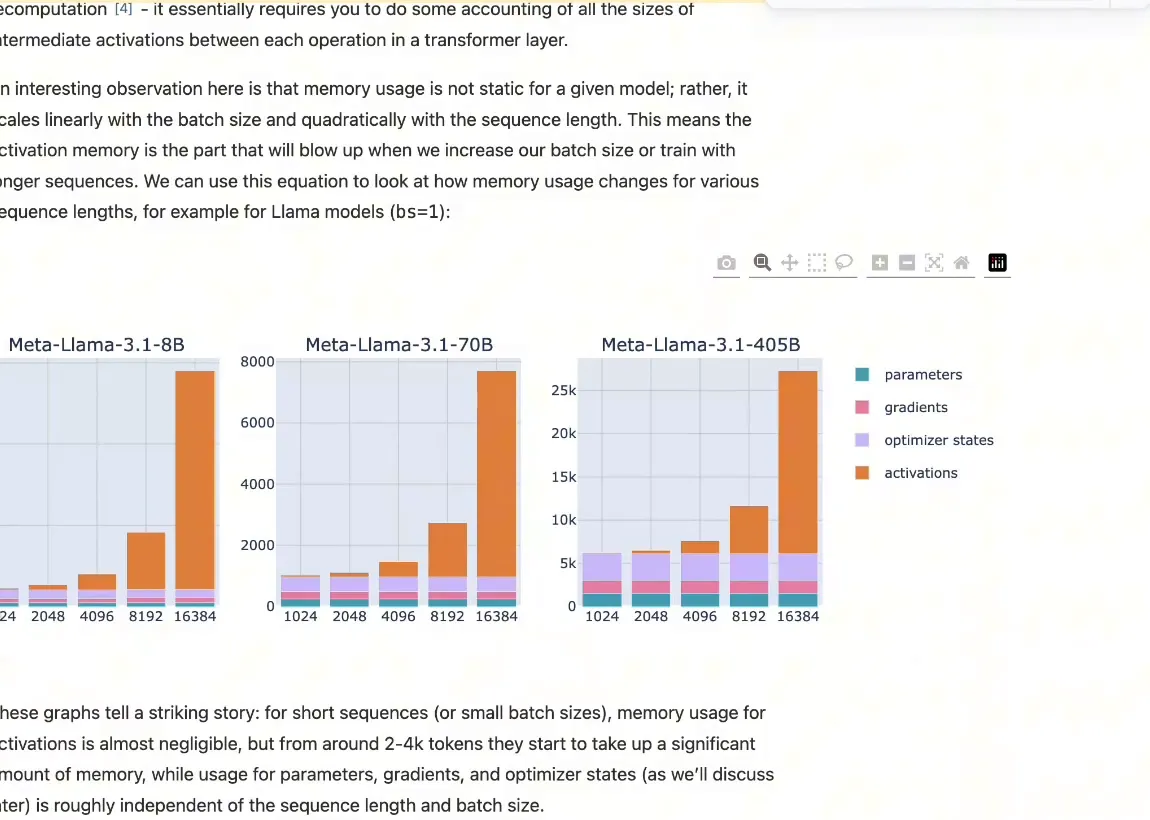 ecomputation [4] - it essentially requires you to do some accounting of all the sizes of
ntermediate activations between each operation in a transformer layer.
n interesting observation here is that memory usage is not static for a given model; rather, it
cales linearly with the batch size and quadratically with the sequence length. This means the
ctivation memory is the part that will blow up when we increase our batch size or train with
onger sequences. We can use this equation to look at how memory usage changes for various
equence lengths, for example for Llama models (bs=1):
Meta-Llama-3.1-8B
24 2048 4096 8192 16384
Meta-Llama-3.1-70B
8000
6000
4000
2000
0
1024 2048 4096 8192 16384
Meta-Llama-3.1-405B
25k
20k
15k
10k
5k
0
1024 2048 4096 8192 16384
parameters
gradients
optimizer states
activations
hese graphs tell a striking story: for short sequences (or small batch sizes), memory usage for
ctivations is almost negligible, but from around 2-4k tokens they start to take up a significant
mount of memory, while usage for parameters, gradients, and optimizer states (as we'll discuss
ater) is roughly independent of the sequence length and batch size.